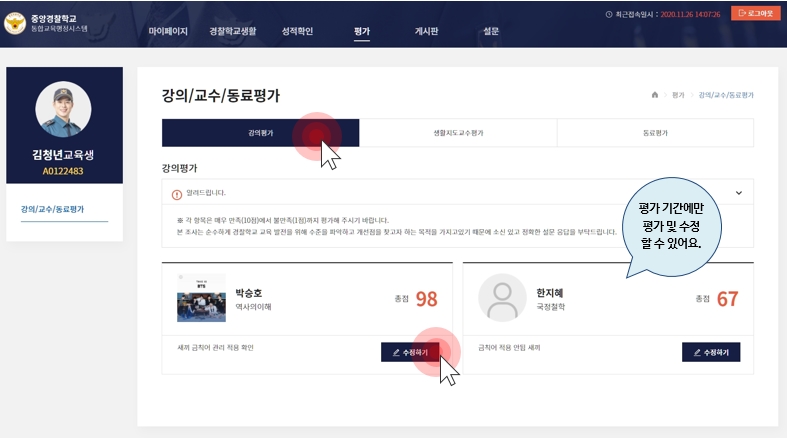 중앙경찰학교
통합교육행정시스템
마이페이지 경찰학교생활 성적확인 평가 게시판 설문
최근접속일시 : 2020.11.26 14:07:26
로그아웃
김청년교육생
A0122483
강의/교수/동료평가
강의/교수/동료평가
평가 > 강의/교수/동료평가
강의평가 생활지도교수평가 동료평가
강의평가
알려드립니다.
※ 각 항목은 매우 만족(10점)에서 불만족(1점)까지 평가해 주시기 바랍니다.
본 조사는 순수하게 경찰학교 교육 발전을 위해 수준을 파악하고 개선점을 찾고자 하는 목적을 가지고있기 때문에 소신 있고 정확한 설문 응답을 부탁드립니다.
평가 기간에만
평가 및 수정
할 수 있어요.
BTS
박승호
역사의이해
총점 98
새끼 금칙어 관리 적용 확인
수정하기
한지혜
국정철학
총점 67
금칙어 적용 안됨 새끼
수정하기